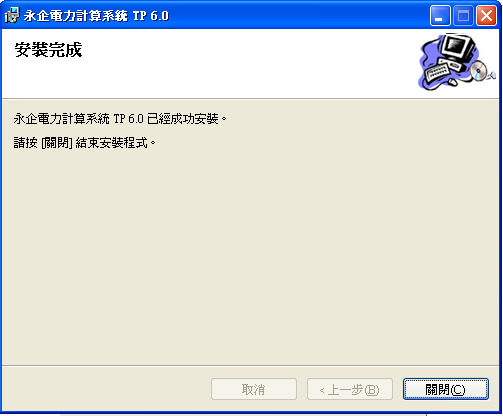 永企電力計算系統 TP 6.0
安裝完成
永企電力計算系統 TP 6.0 已經成功安裝。
請按 [關閉] 結束安裝程式。
取消
< 上一步(B)
關閉(C)